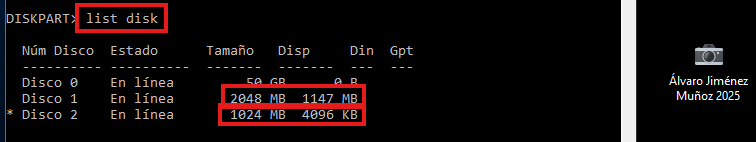 DISKPART> list disk
Núm Disco  Estado      Tamaño   Disp     Din  Gpt
---------- ---------- ------- ------- --- ---
Disco 0    En línea      50 GB      0 B
Disco 1    En línea    2048 MB  1147 MB
* Disco 2    En línea    1024 MB  4096 KB
Álvaro Jiménez
Muñoz 2025